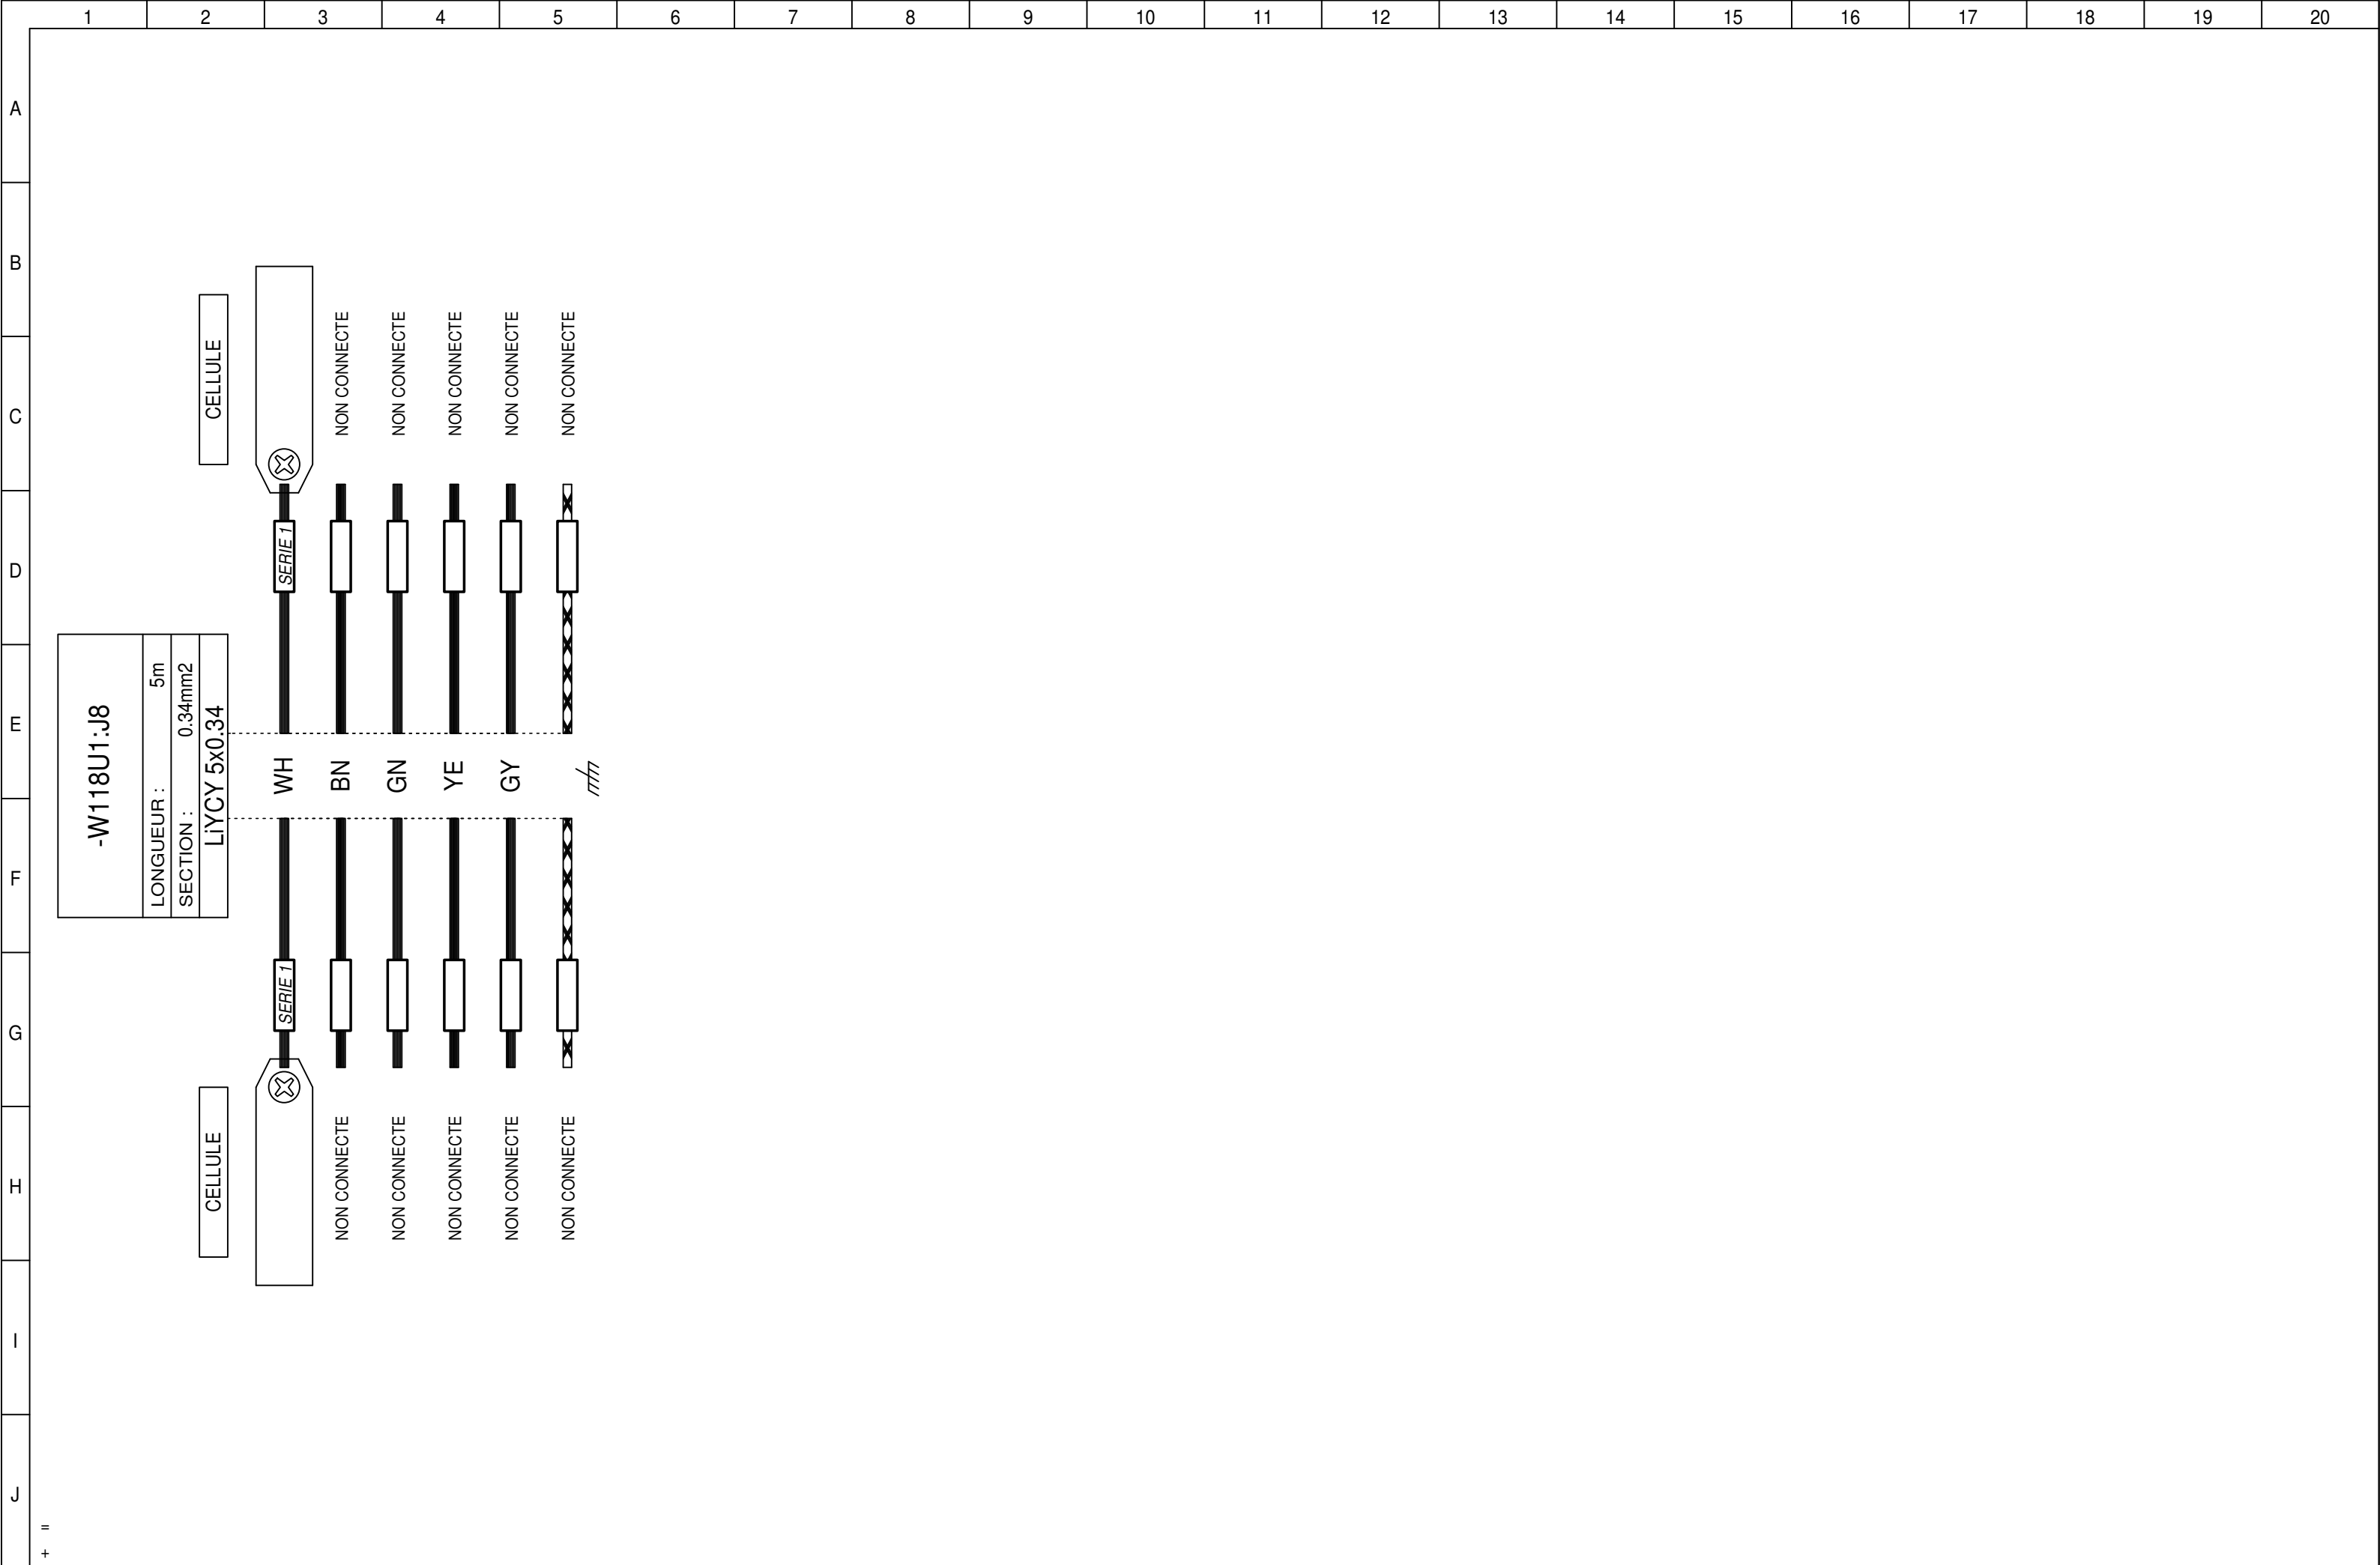 1 2 3 4 5 6 7 8 9 10 11 12 13 14 15 16 17 18 19 20
A
B
C
D
E
F
G
H
I
J
-W118U1:J8
LONGUEUR : 5m
SECTION : 0.34mm2
LiYCY 5x0.34
CELLULE
CELLULE
SERIE 1
WH
SERIE 1
NON CONNECTE
BN
NON CONNECTE
NON CONNECTE
GN
NON CONNECTE
NON CONNECTE
YE
NON CONNECTE
NON CONNECTE
GY
NON CONNECTE
NON CONNECTE
NON CONNECTE
=
+